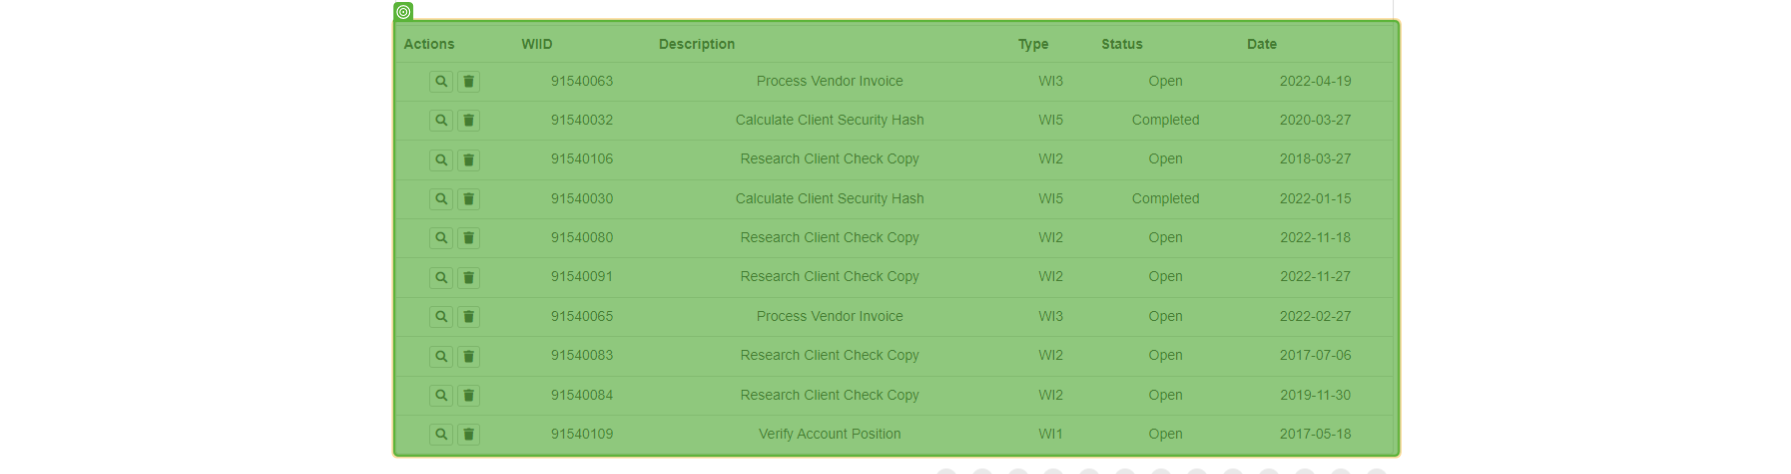 Actions WIID Description Type Status Date
91540063 Process Vendor Invoice WI3 Open 2022-04-19
91540032 Calculate Client Security Hash WI5 Completed 2020-03-27
91540106 Research Client Check Copy WI2 Open 2018-03-27
91540030 Calculate Client Security Hash WI5 Completed 2022-01-15
91540080 Research Client Check Copy WI2 Open 2022-11-18
91540091 Research Client Check Copy WI2 Open 2022-11-27
91540065 Process Vendor Invoice WI3 Open 2022-02-27
91540083 Research Client Check Copy WI2 Open 2017-07-06
91540084 Research Client Check Copy WI2 Open 2019-11-30
91540109 Verify Account Position WI1 Open 2017-05-18